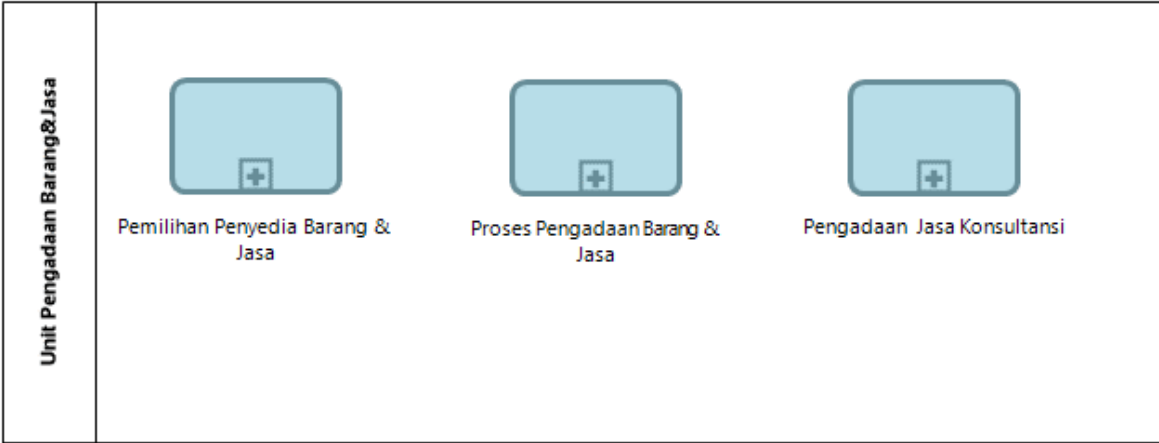 Unit Pengadaan Barang&Jasa
Pemilihan Penyedia Barang &
Jasa
Proses Pengadaan Barang &
Jasa
Pengadaan Jasa Konsultansi